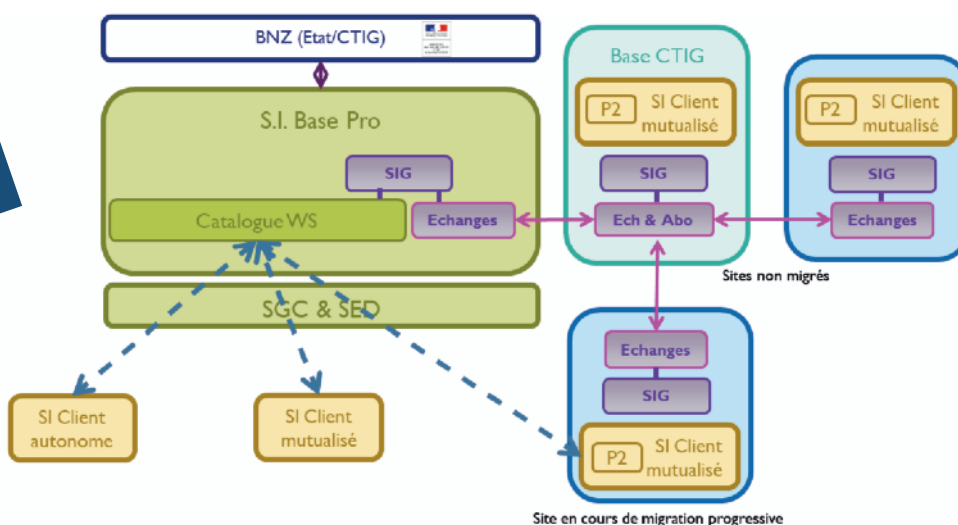 BNZ (Etat/CTIG)
S.I. Base Pro
SIG
Catalogue WS
Echanges
SGC & SED
SI Client
autonome
SI Client
mutualisé
Base CTIG
P2
SI Client
mutualisé
SIG
Ech & Abo
P2
SI Client
mutualisé
SIG
Echanges
Sites non migrés
Echanges
SIG
P2
SI Client
mutualisé
Site en cours de migration progressive